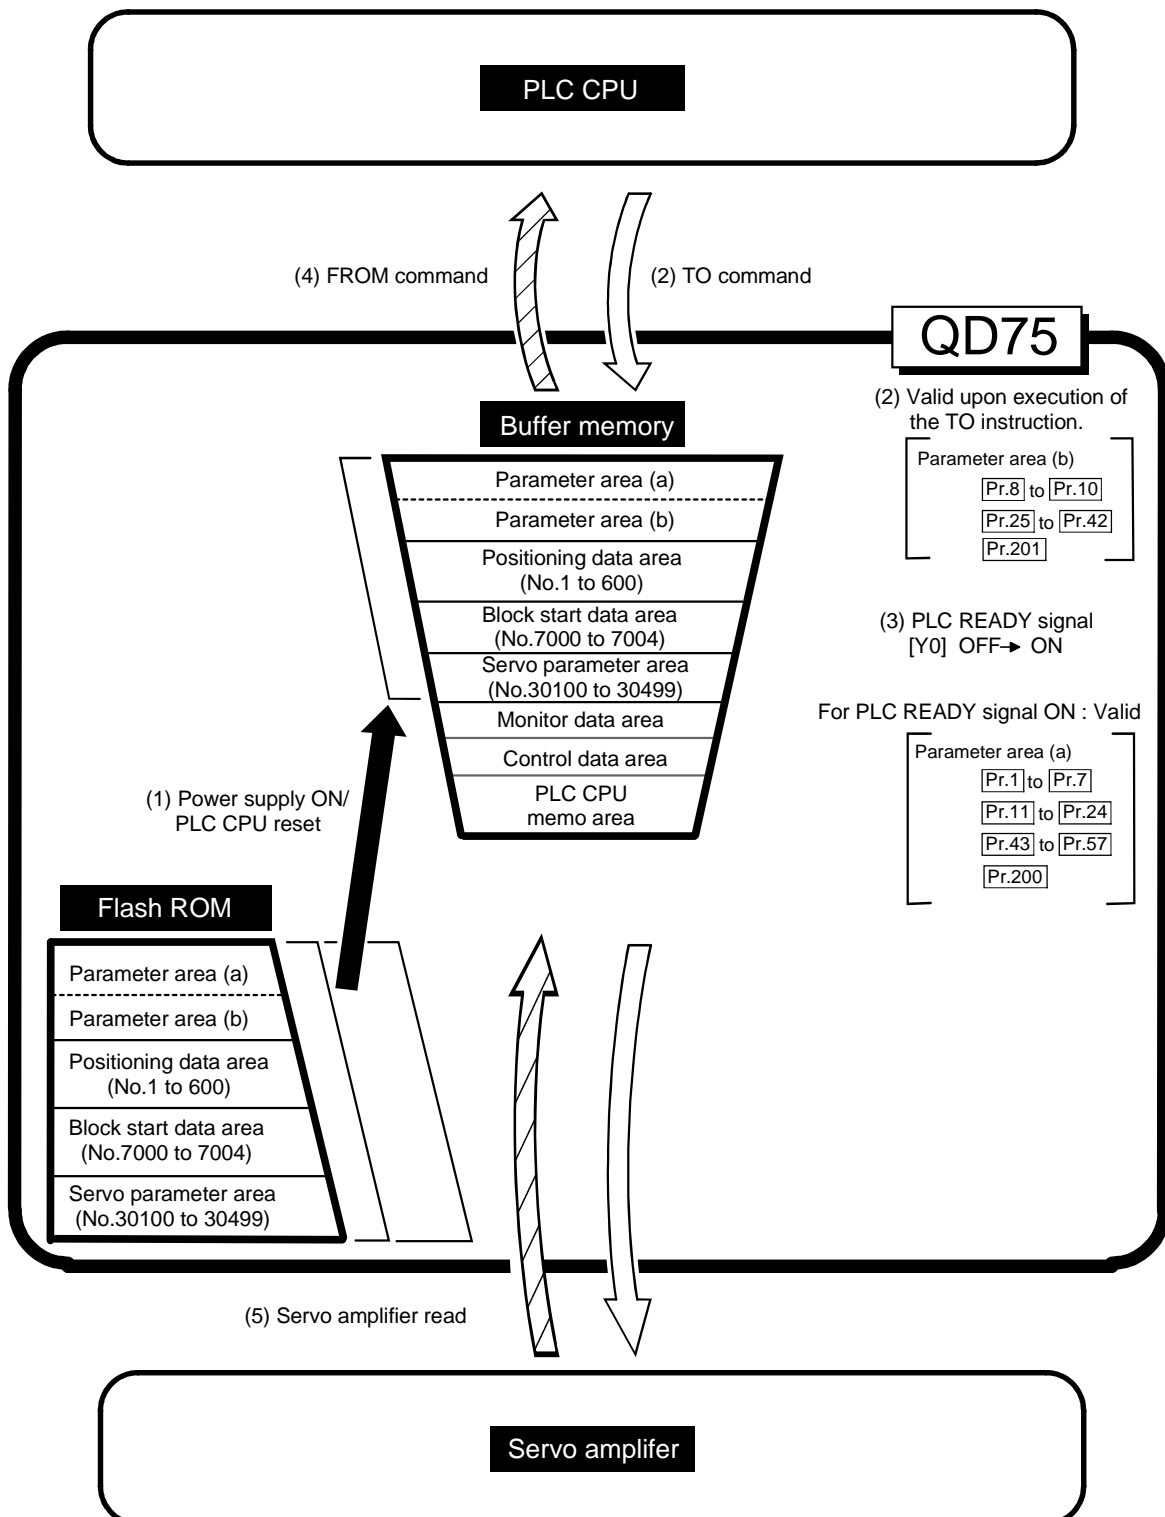 PLC CPU
(4) FROM command
(2) TO command
QD75
(2) Valid upon execution of
the TO instruction.
Parameter area (b)
Pr.8 to Pr.10
Pr.25 to Pr.42
Pr.201
(3) PLC READY signal
[Y0] OFF→ ON
For PLC READY signal ON : Valid
Parameter area (a)
Pr.1 to Pr.7
Pr.11 to Pr.24
Pr.43 to Pr.57
Pr.200
Buffer memory
Parameter area (a)
Parameter area (b)
Positioning data area
(No.1 to 600)
Block start data area
(No.7000 to 7004)
Servo parameter area
(No.30100 to 30499)
Monitor data area
Control data area
PLC CPU
memo area
(1) Power supply ON/
PLC CPU reset
Flash ROM
Parameter area (a)
Parameter area (b)
Positioning data area
(No.1 to 600)
Block start data area
(No.7000 to 7004)
Servo parameter area
(No.30100 to 30499)
(5) Servo amplifier read
Servo amplifer